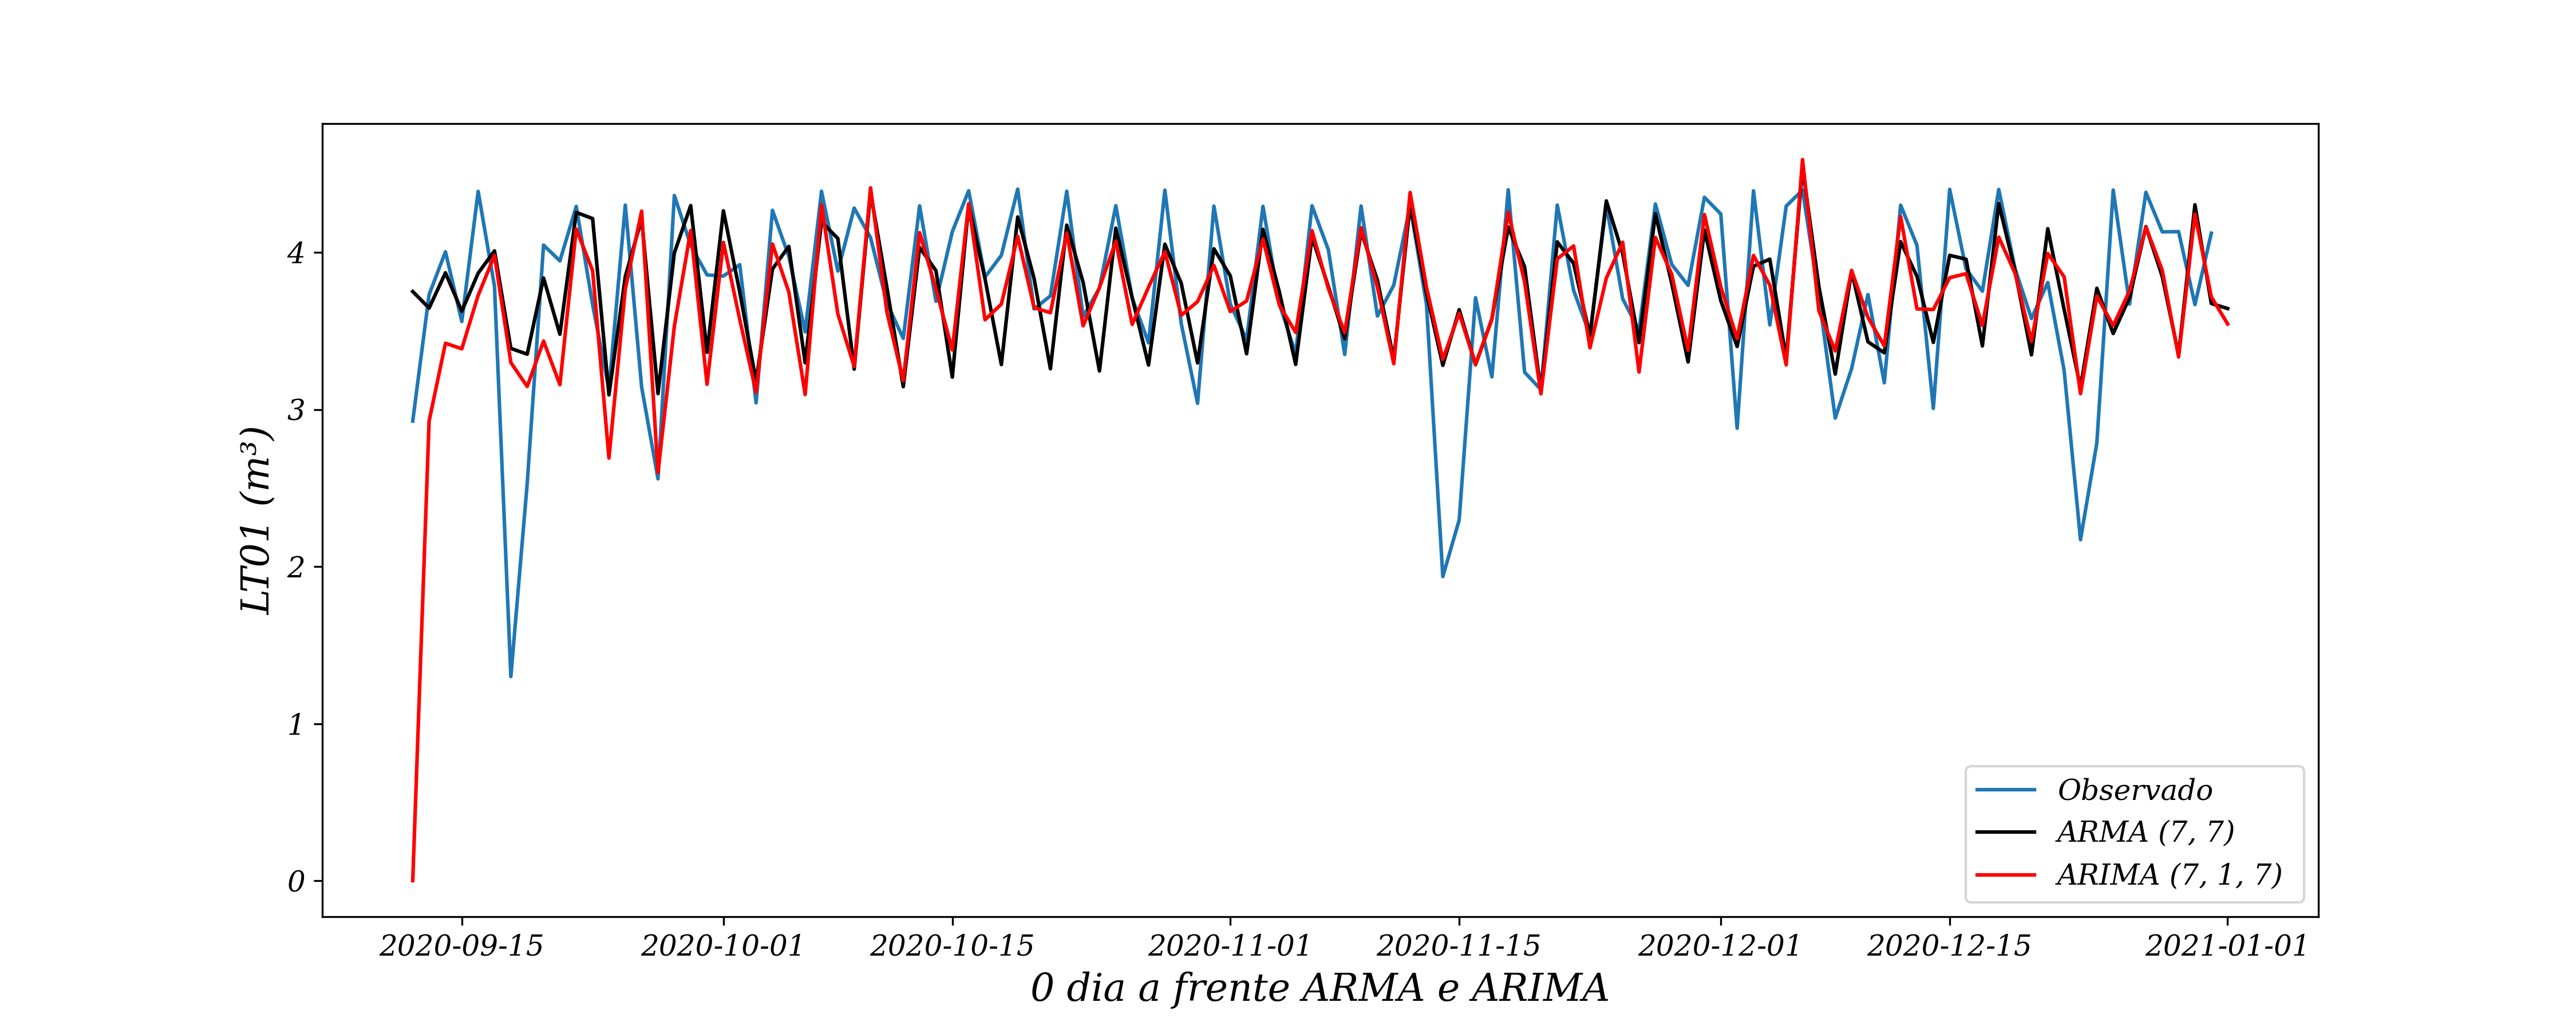 LT01 (m³)
4
3
2
1
0
Observado
ARMA (7, 7)
ARIMA (7, 1, 7)
2020-09-15 2020-10-01 2020-10-15 2020-11-01 2020-11-15 2020-12-01 2020-12-15 2021-01-01
0 dia a frente ARMA e ARIMA